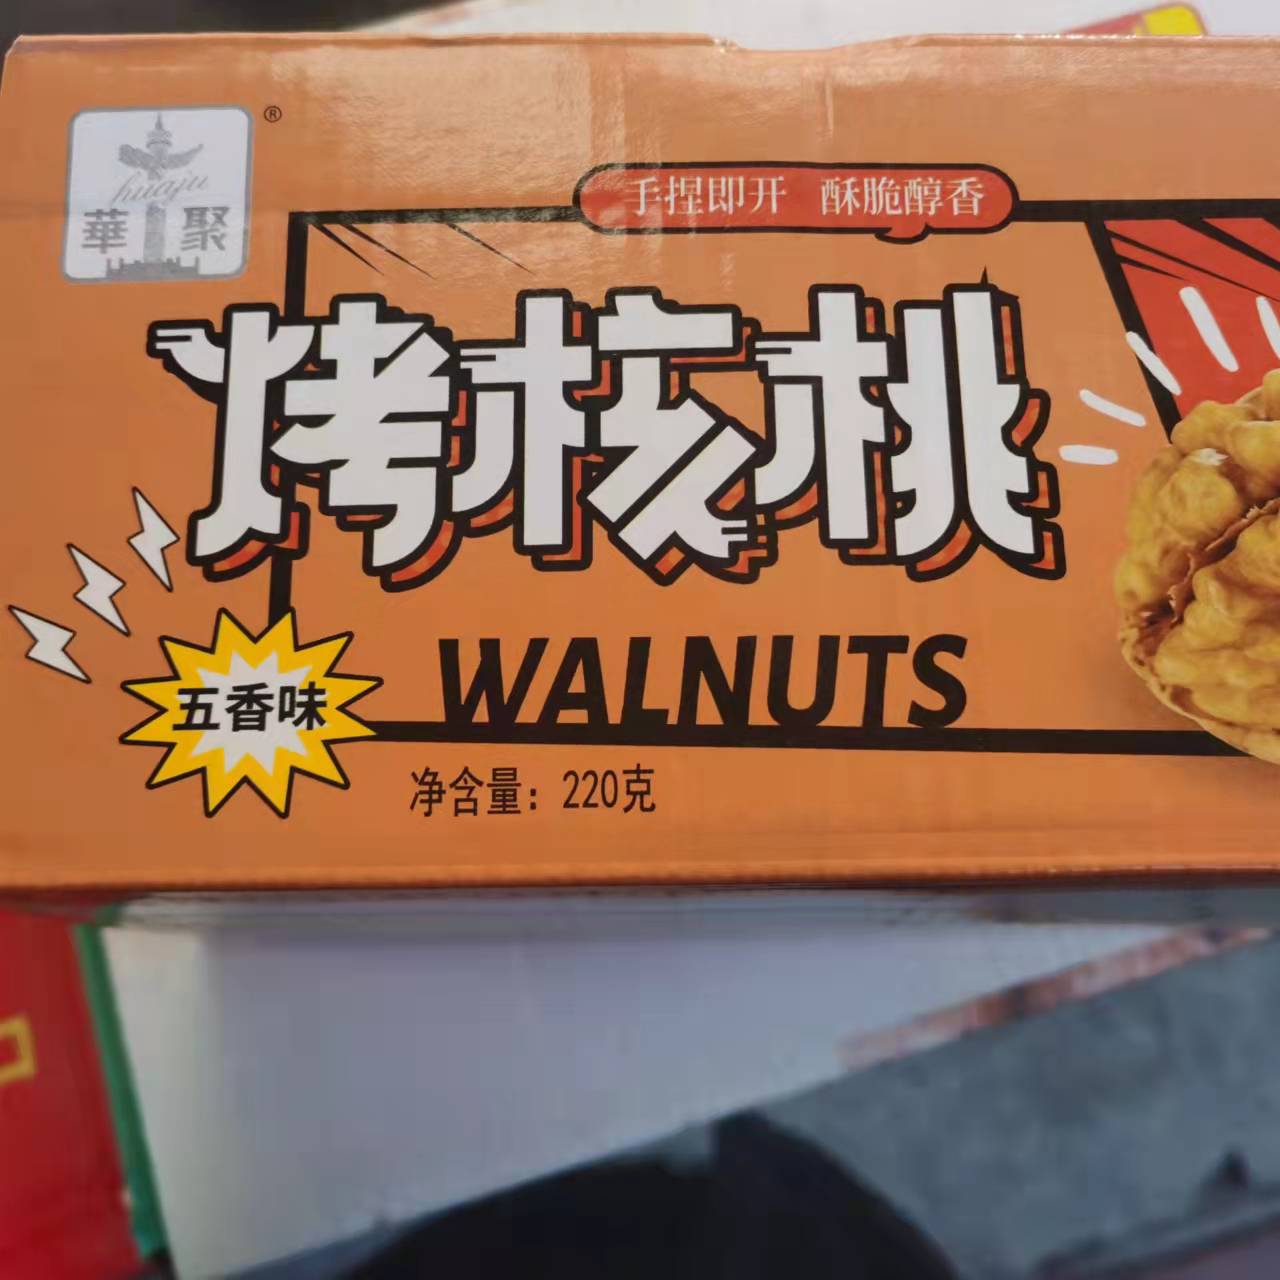 ®
huaju
華聚
手捏即开 酥脆醇香
烤核桃
五香味
WALNUTS
净含量：220克